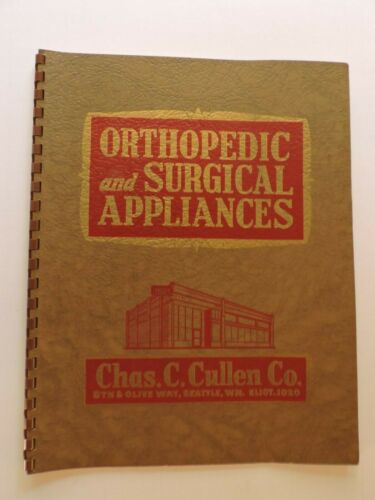 ORTHOPEDIC
and SURGICAL
APPLIANCES
Chas. C. Cullen Co.
8TH & OLIVE WAY, SEATTLE, WN. ELIOT. 1020